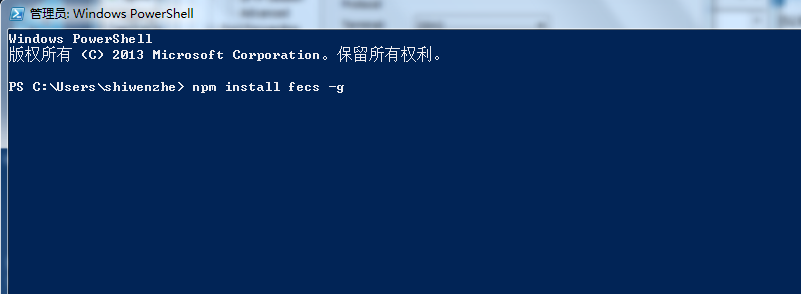 管理员: Windows PowerShell
Windows PowerShell
版权所有 (C) 2013 Microsoft Corporation。保留所有权利。
PS C:\Users\shiwenzhe> npm install fecs -g